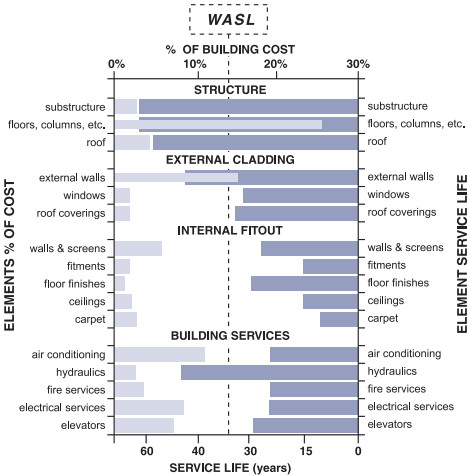 WASL
% OF BUILDING COST
0% 10% 20% 30%
STRUCTURE
substructure substructure
floors, columns, etc. floors, columns, etc.
roof roof
EXTERNAL CLADDING
external walls external walls
windows windows
roof coverings roof coverings
INTERNAL FITOUT
walls & screens walls & screens
fitments fitments
floor finishes floor finishes
ceilings ceilings
carpet carpet
BUILDING SERVICES
air conditioning air conditioning
hydraulics hydraulics
fire services fire services
electrical services electrical services
elevators elevators
60 40 30 15 0
SERVICE LIFE (years)
ELEMENTS % OF COST
ELEMENT SERVICE LIFE